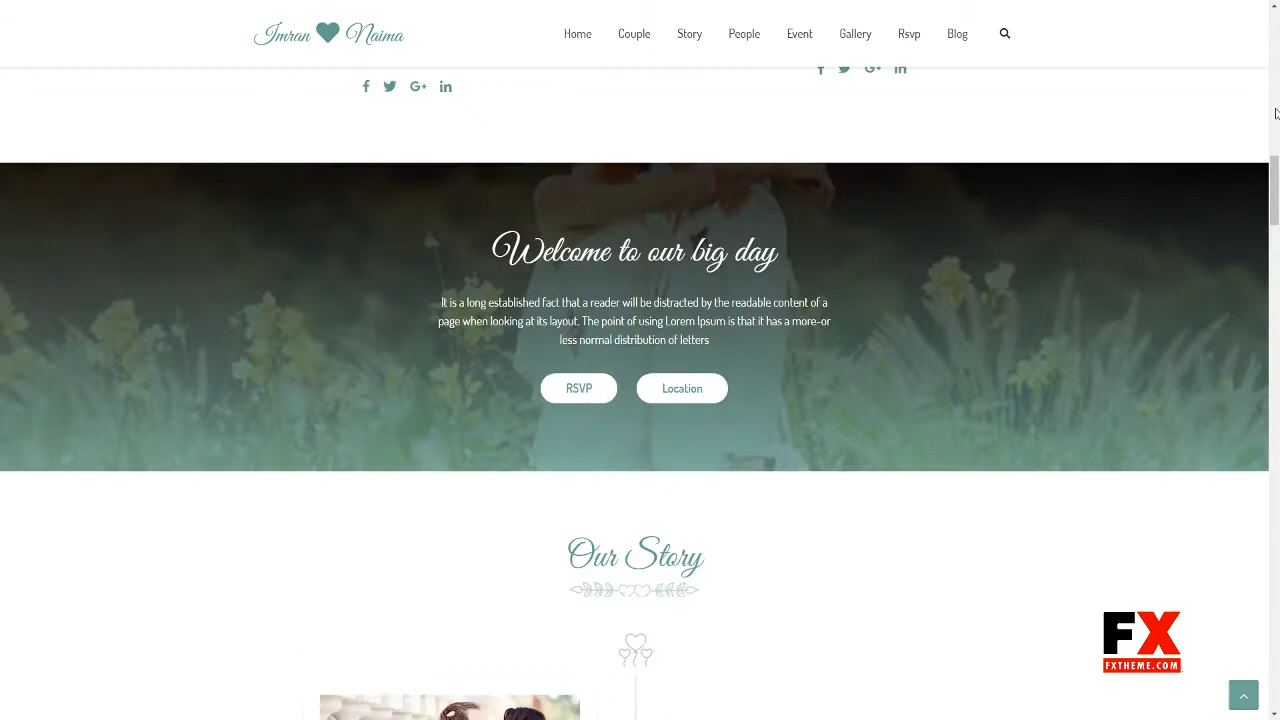 Imran Naima
Home Couple Story People Event Gallery Rsvp Blog
Welcome to our big day
It is a long established fact that a reader will be distracted by the readable content of a
page when looking at its layout. The point of using Lorem Ipsum is that it has a more-or
less normal distribution of letters
RSVP Location
Our Story
FX
FXTHEME.COM